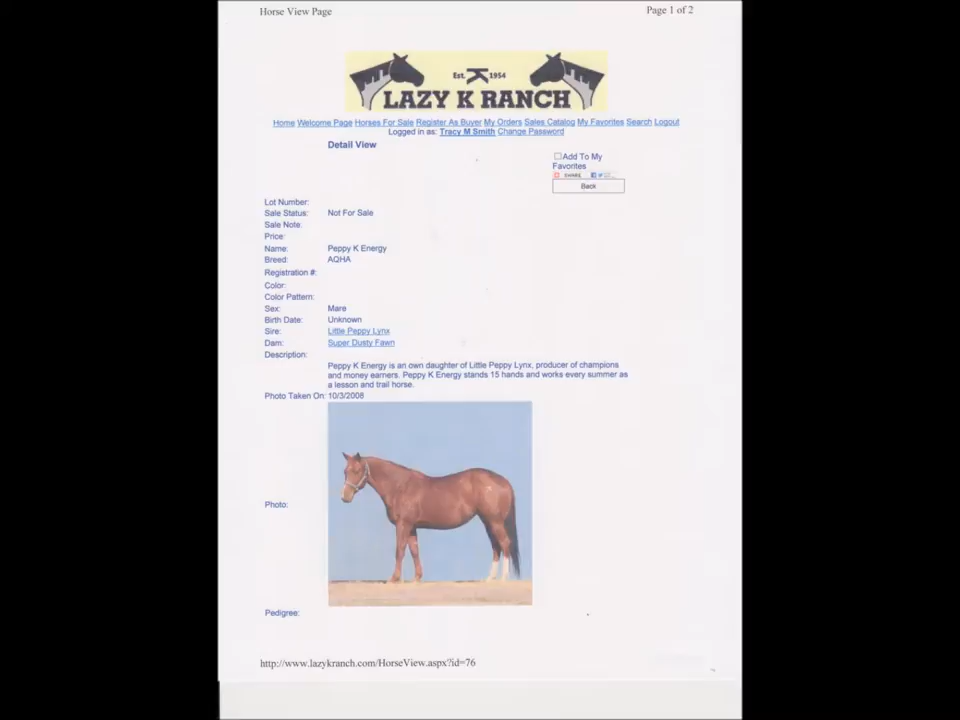 Horse View Page
Page 1 of 2
Est. K 1954
LAZY K RANCH
Home Welcome Page Horses For Sale Register As Buyer My Orders Sales Catalog My Favorites Search Logout
Logged in as: Tracy M Smith Change Password
Detail View
Add To My
Favorites
SHARE
Back
Lot Number:
Sale Status: Not For Sale
Sale Note:
Price:
Name: Peppy K Energy
Breed: AQHA
Registration #:
Color:
Color Pattern:
Sex: Mare
Birth Date: Unknown
Sire: Little Peppy Lynx
Dam: Super Dusty Fawn
Description:
Peppy K Energy is an own daughter of Little Peppy Lynx, producer of champions
and money earners. Peppy K Energy stands 15 hands and works every summer as
a lesson and trail horse.
Photo Taken On: 10/3/2008
Photo:
Pedigree:
http://www.lazykranch.com/HorseView.aspx?id=76